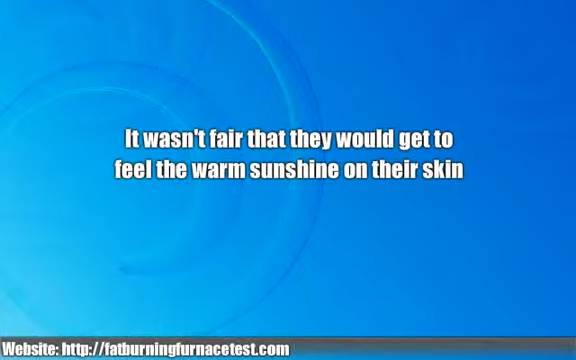 It wasn't fair that they would get to
feel the warm sunshine on their skin
Website: http://fatburningfurnacetest.com